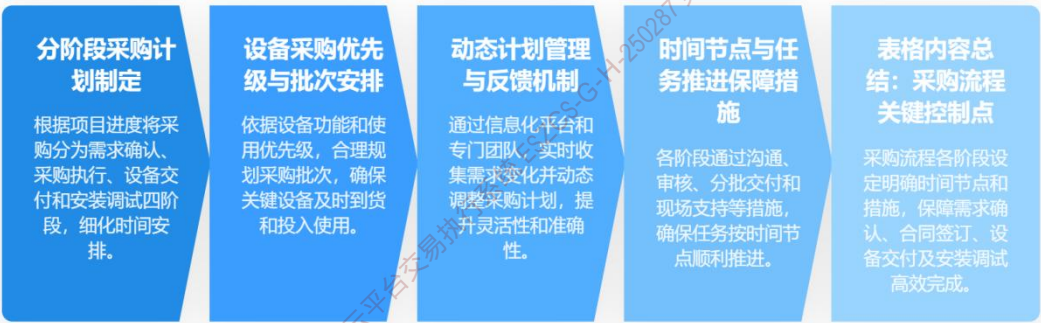 分阶段采购计
划制定
根据项目进度将采
购分为需求确认、
采购执行、设备交
付和安装调试四阶
段，细化时间安
排。
设备采购优先
级与批次安排
依据设备功能和使
用优先级，合理规
划采购批次，确保
关键设备及时到货
和投入使用。
动态计划管理
与反馈机制
通过信息化平台和
专门团队，实时收
集需求变化并动态
调整采购计划，提
升灵活性和准确
性。
时间节点与任
务推进保障措
施
各阶段通过沟通、
审核、分批交付和
现场支持等措施，
确保任务按时间节
点顺利推进。
表格内容总
结：采购流程
关键控制点
采购流程各阶段设
定明确时间节点和
措施，保障需求确
认、合同签订、设
备交付及安装调试
高效完成。